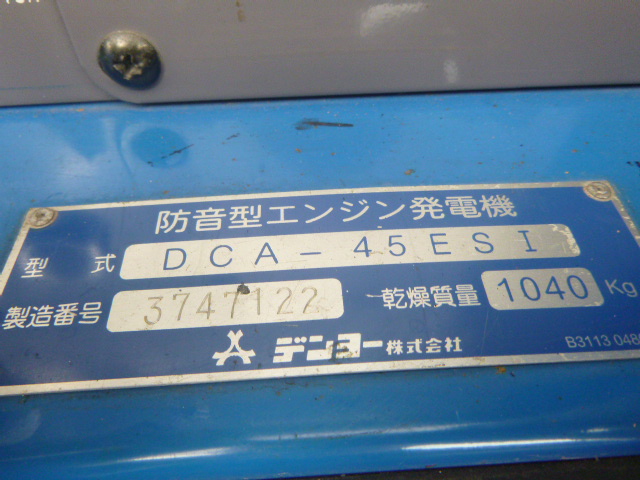 防音型エンジン発電機
型式 DCA-45ESI
製造番号 3747122 乾燥質量 1040 Kg
デンヨー株式会社
B3113 048